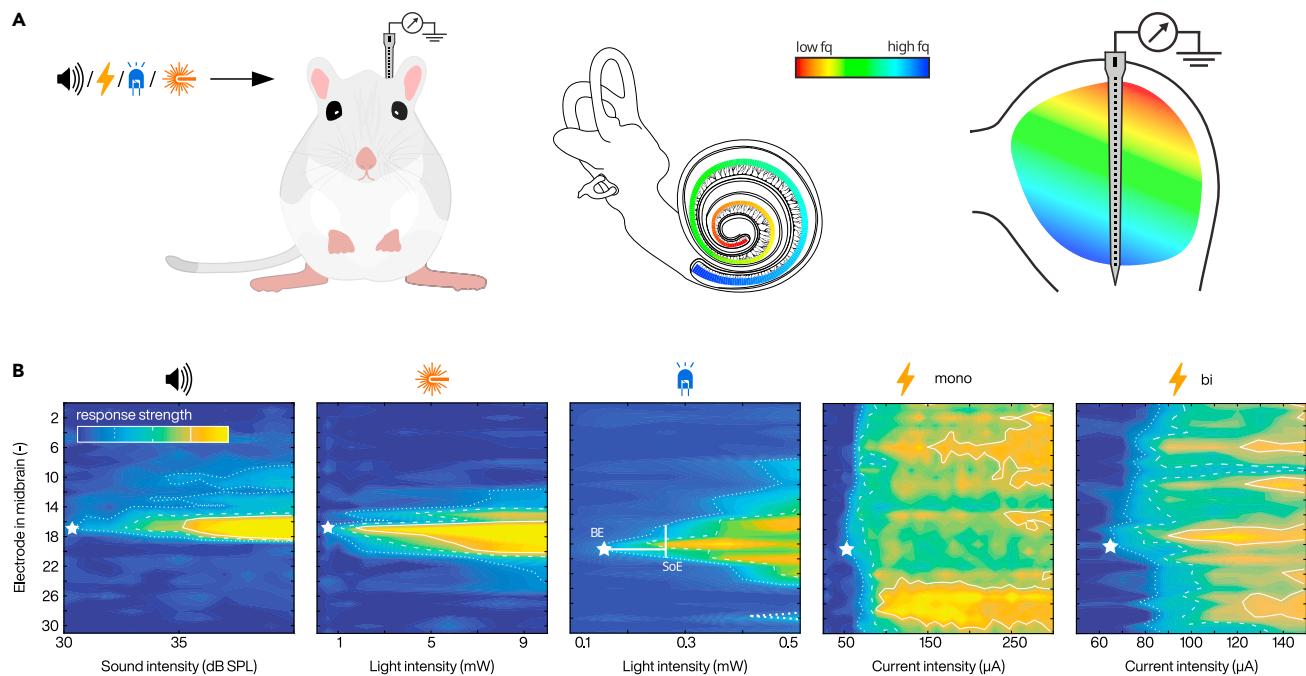 A
/ / /
low fq high fq
B
mono
bi
response strength
Electrode in midbrain (-)
2
6
10
14
18
22
26
30
BE
SoE
30 35
1 5 9
0.1 0.3 0.5
50 150 250
60 80 100 140
Sound intensity (dB SPL)
Light intensity (mW)
Light intensity (mW)
Current intensity (µA)
Current intensity (µA)